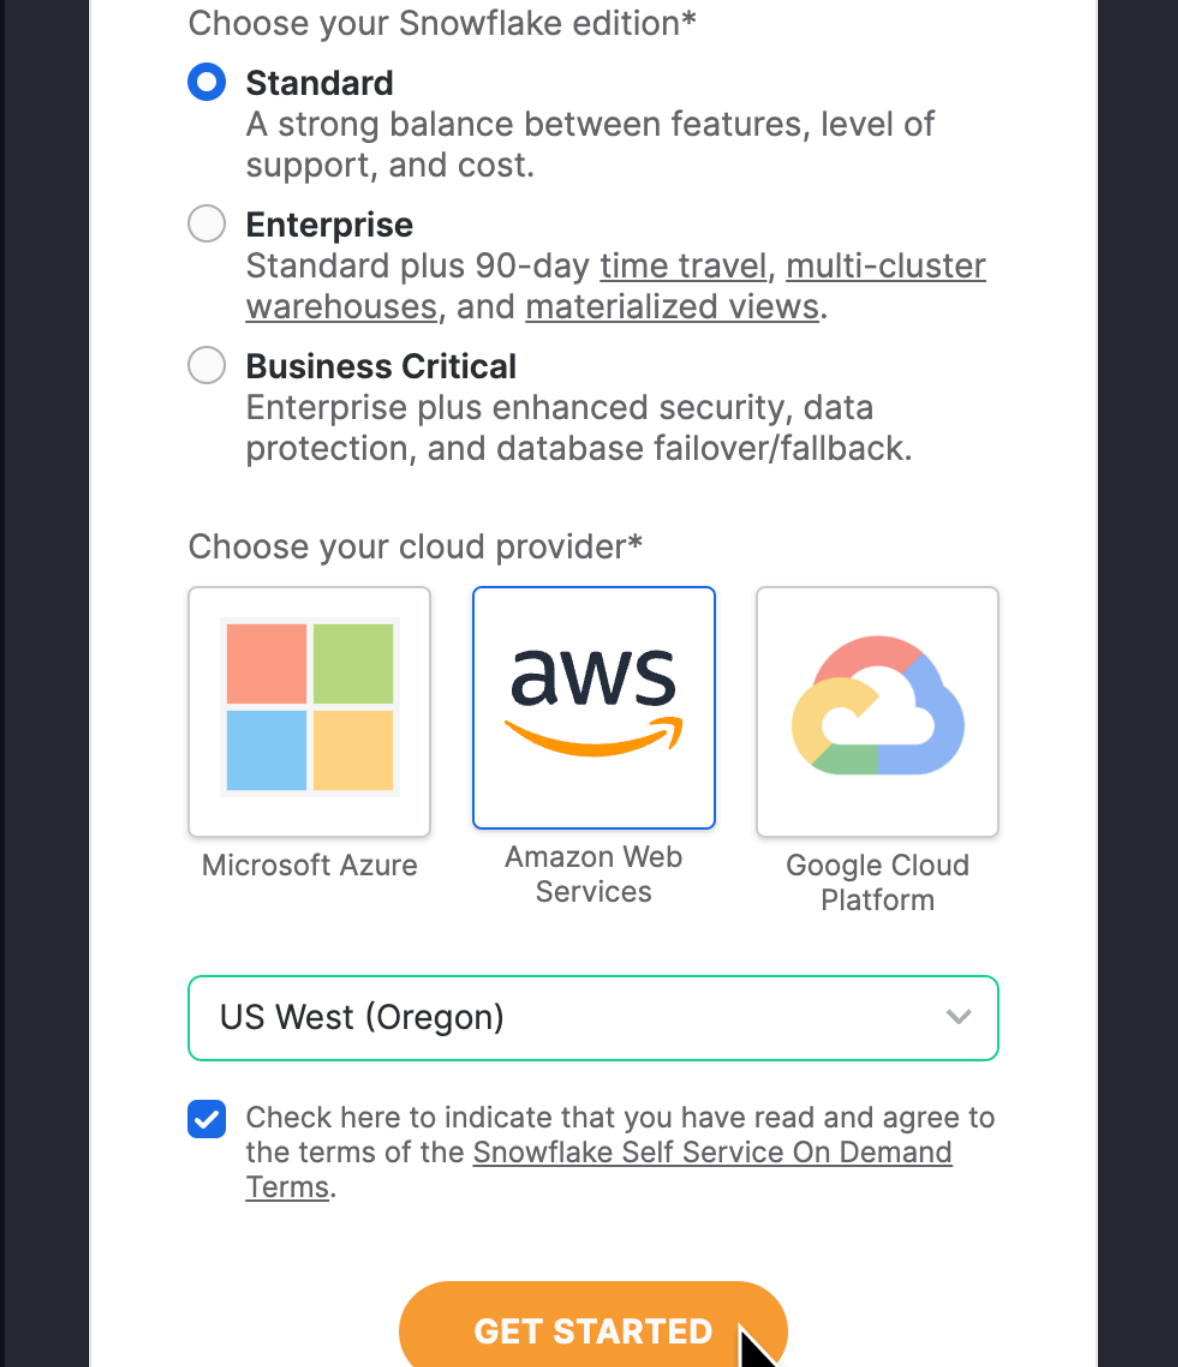 Choose your Snowflake edition*
Standard
A strong balance between features, level of
support, and cost.
Enterprise
Standard plus 90-day time travel, multi-cluster
warehouses, and materialized views.
Business Critical
Enterprise plus enhanced security, data
protection, and database failover/fallback.
Choose your cloud provider*
aws
Microsoft Azure
Amazon Web
Services
Google Cloud
Platform
US West (Oregon)
Check here to indicate that you have read and agree to
the terms of the Snowflake Self Service On Demand
Terms.
GET STARTED